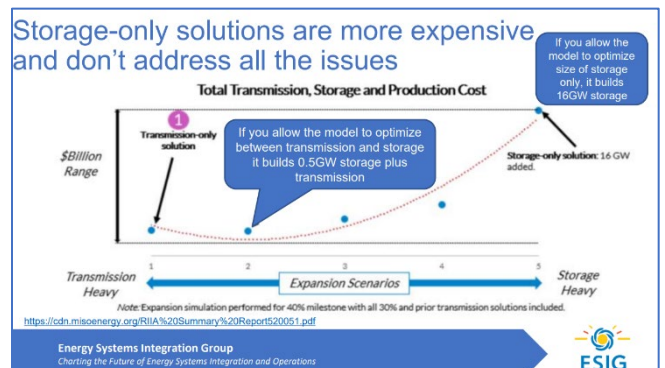 Storage-only solutions are more expensive
and don't address all the issues
If you allow the
model to optimize
size of storage
only, it builds
16GW storage
Total Transmission, Storage and Production Cost
1
Transmission-only
solution
If you allow the model to optimize
between transmission and storage
it builds 0.5GW storage plus
transmission
$Billion
Range
Storage-only solution: 16 GW
added.
1 2 3 4 5
Transmission
Heavy
Expansion Scenarios
Storage
Heavy
Note: Expansion simulation performed for 40% milestone with all 30% and prior transmission solutions included.
https://cdn.misoenergy.org/RIIA%20Summary%20Report520051.pdf
Energy Systems Integration Group
Charting the Future of Energy Systems Integration and Operations
ESIG